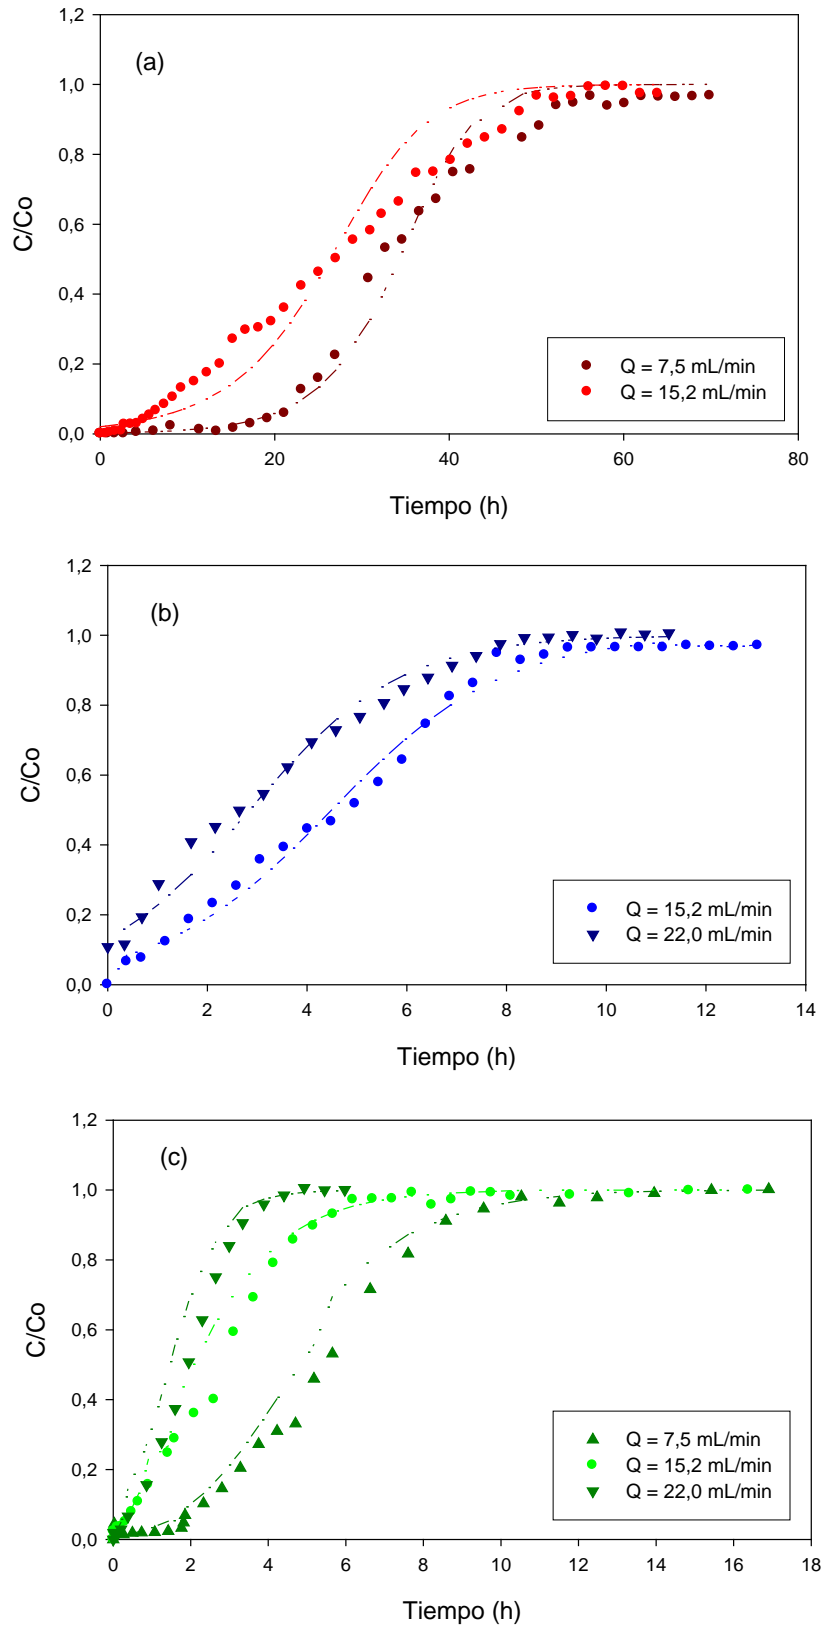 1,2
(a)
1,0
0,8
C/Co
0,6
0,4
Q = 7,5 mL/min
0,2
Q = 15,2 mL/min
0,0
0 20 40 60 80
Tiempo (h)
1,2
(b)
1,0
0,8
C/Co
0,6
0,4
Q = 15,2 mL/min
0,2
Q = 22,0 mL/min
0,0
0 2 4 6 8 10 12 14
Tiempo (h)
1,2
(c)
1,0
0,8
C/Co
0,6
0,4
Q = 7,5 mL/min
Q = 15,2 mL/min
0,2
Q = 22,0 mL/min
0,0
0 2 4 6 8 10 12 14 16 18
Tiempo (h)